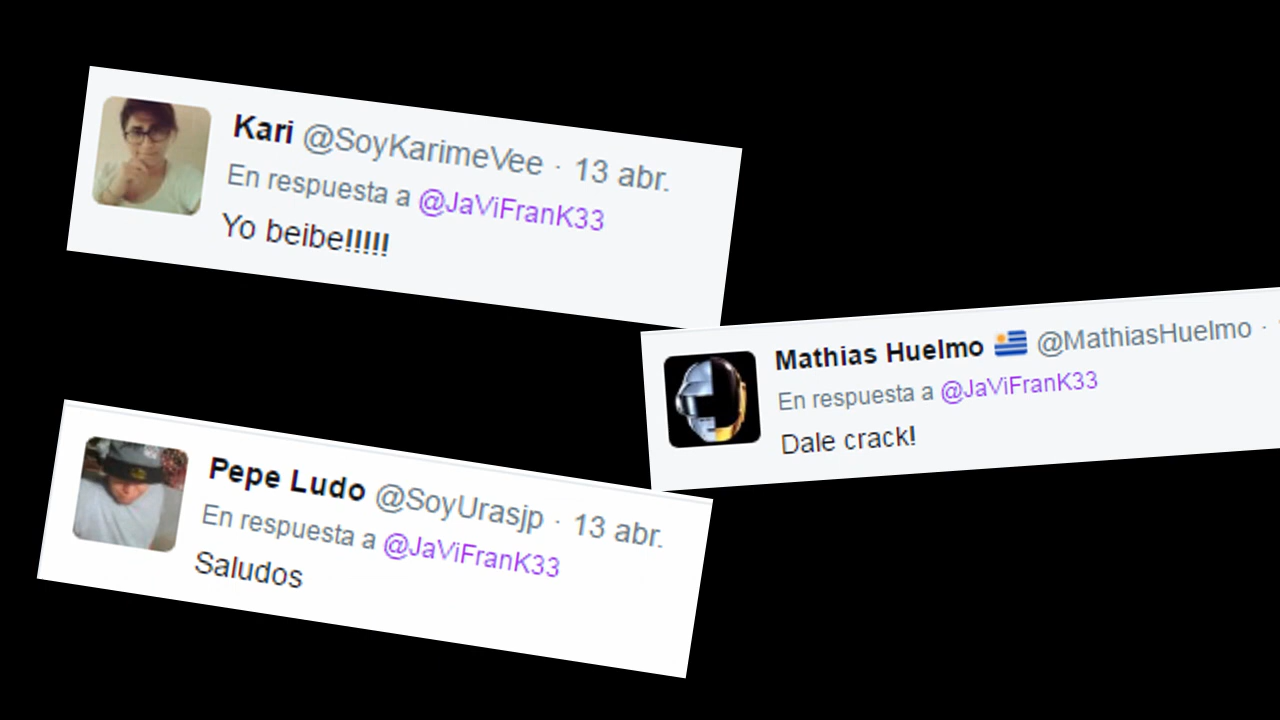 Kari @SoyKarimeVee · 13 abr.
En respuesta a @JaViFranK33
Yo beibe!!!!!
Mathias Huelmo @MathiasHuelmo ·
En respuesta a @JaViFranK33
Dale crack!
Pepe Ludo @SoyUrasjp · 13 abr.
En respuesta a @JaViFranK33
Saludos